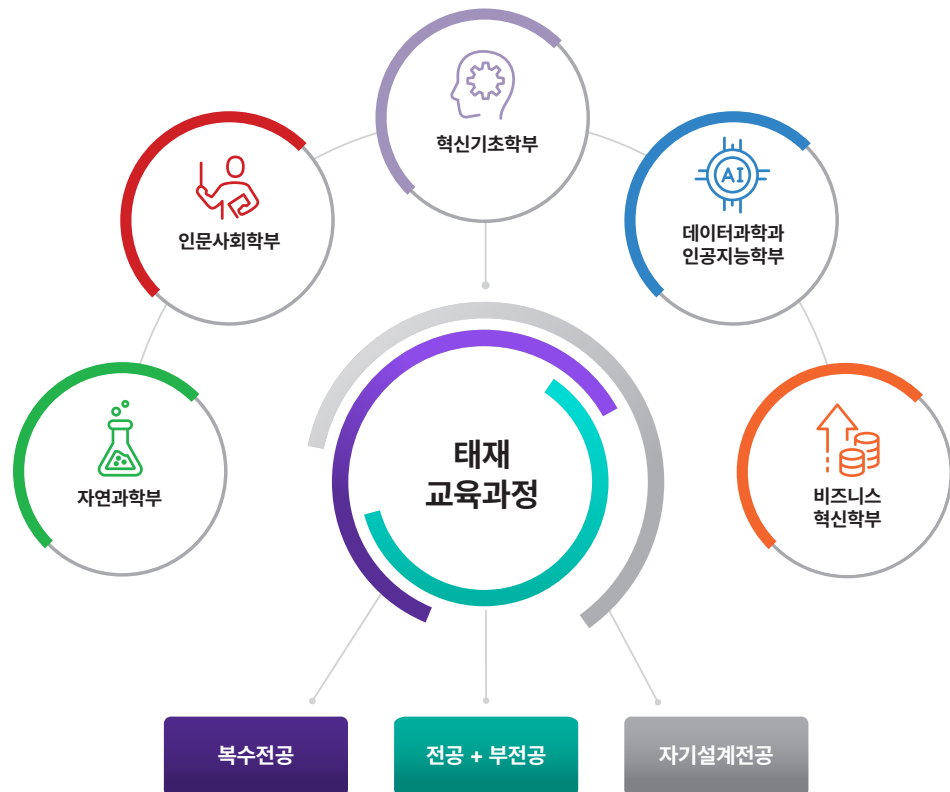 혁신기초학부
인문사회학부
AI
데이터과학과
인공지능학부
자연과학부
태재
교육과정
비즈니스
혁신학부
복수전공
전공 + 부전공
자기설계전공